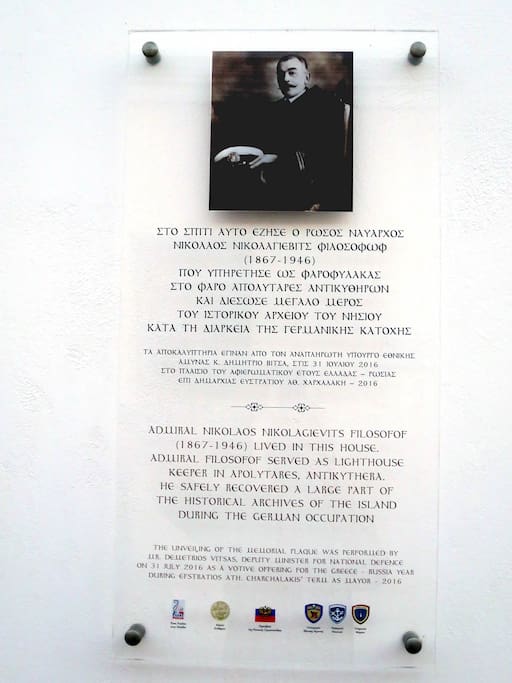 ΣΤΟ ΣΠΙΤΙ ΑΥΤΟ ΕΖΗΣΕ Ο ΡΩΣΟΣ ΝΑΥΑΡΧΟΣ
ΝΙΚΟΛΑΟΣ ΝΙΚΟΛΑΓΙΕΒΙΤΣ ΦΙΛΟΣΟΦΩΦ
(1867-1946)
ΠΟΥ ΥΠΗΡΕΤΗΣΕ ΩΣ ΦΑΡΟΦΥΛΑΚΑΣ
ΣΤΟ ΦΑΡΟ ΑΠΟΛΥΤΑΡΕΣ ΑΝΤΙΚΥΘΗΡΩΝ
ΚΑΙ ΔΙΕΣΩΣΕ ΜΕΓΑΛΟ ΜΕΡΟΣ
ΤΟΥ ΙΣΤΟΡΙΚΟΥ ΑΡΧΕΙΟΥ ΤΟΥ ΝΗΣΙΟΥ
ΚΑΤΑ ΤΗ ΔΙΑΡΚΕΙΑ ΤΗΣ ΓΕΡΜΑΝΙΚΗΣ ΚΑΤΟΧΗΣ
ΤΑ ΑΠΟΚΑΛΥΠΤΗΡΙΑ ΕΓΙΝΑΝ ΑΠΟ ΤΟΝ ΑΝΑΠΛΗΡΩΤΗ ΥΠΟΥΡΓΟ ΕΘΝΙΚΗΣ
ΑΜΥΝΑΣ Κ. ΔΗΜΗΤΡΙΟ ΒΙΤΣΑ, ΣΤΙΣ 31 ΙΟΥΛΙΟΥ 2016
ΣΤΟ ΠΛΑΙΣΙΟ ΤΟΥ ΑΦΙΕΡΩΜΑΤΙΚΟΥ ΕΤΟΥΣ ΕΛΛΑΔΑΣ – ΡΩΣΙΑΣ
ΕΠΙ ΔΗΜΑΡΧΙΑΣ ΕΥΣΤΡΑΤΙΟΥ ΑΘ. ΧΑΡΧΑΛΑΚΗ – 2016
ADMIRAL NIKOLAOS NIKOLAGIEVITS FILOSOFOF
(1867-1946) LIVED IN THIS HOUSE.
ADMIRAL FILOSOFOF SERVED AS LIGHTHOUSE
KEEPER IN APOLYTARES, ANTIKYTHERA.
HE SAFELY RECOVERED A LARGE PART OF
THE HISTORICAL ARCHIVES OF THE ISLAND
DURING THE GERMAN OCCUPATION
THE UNVEILING OF THE MEMORIAL PLAQUE WAS PERFORMED BY
MR. DEMETRIOS VITSAS, DEPUTY MINISTER FOR NATIONAL DEFENCE
ON 31 JULY 2016 AS A VOTIVE OFFERING FOR THE GREECE - RUSSIA YEAR
DURING EFSTRATIOS ATH. CHARCHALAKIS' TERM AS MAYOR - 2016